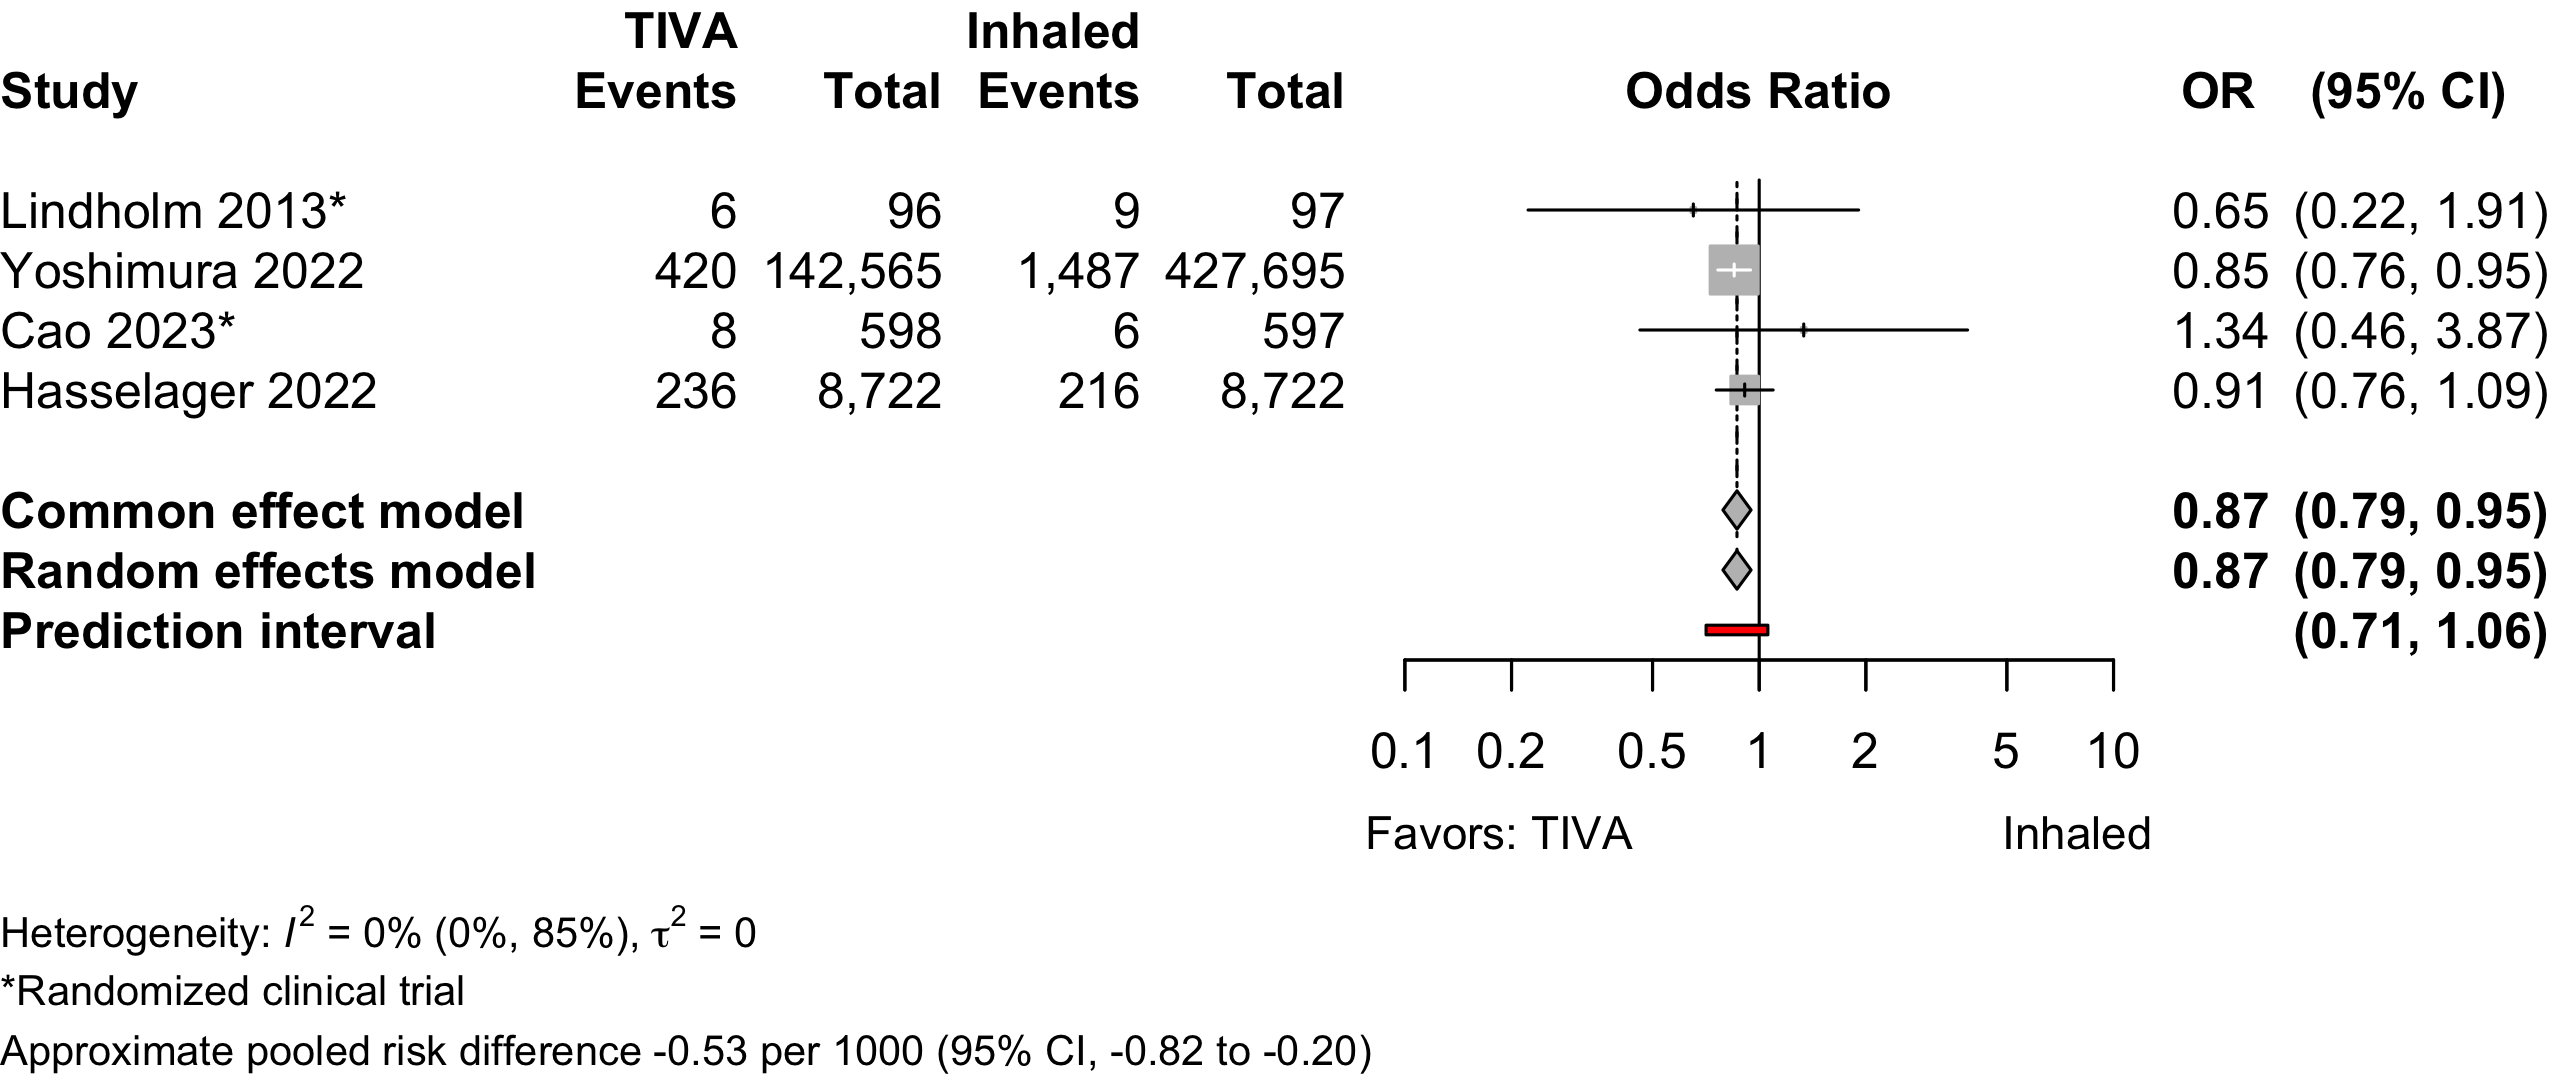 TIVA Inhaled
Study Events Total Events Total Odds Ratio OR (95% CI)
Lindholm 2013* 6 96 9 97 0.65 (0.22, 1.91)
Yoshimura 2022 420 142,565 1,487 427,695 0.85 (0.76, 0.95)
Cao 2023* 8 598 6 597 1.34 (0.46, 3.87)
Hasselager 2022 236 8,722 216 8,722 0.91 (0.76, 1.09)
Common effect model 0.87 (0.79, 0.95)
Random effects model 0.87 (0.79, 0.95)
Prediction interval (0.71, 1.06)
0.1 0.2 0.5 1 2 5 10
Favors: TIVA Inhaled
Heterogeneity: I² = 0% (0%, 85%), τ² = 0
*Randomized clinical trial
Approximate pooled risk difference -0.53 per 1000 (95% CI, -0.82 to -0.20)